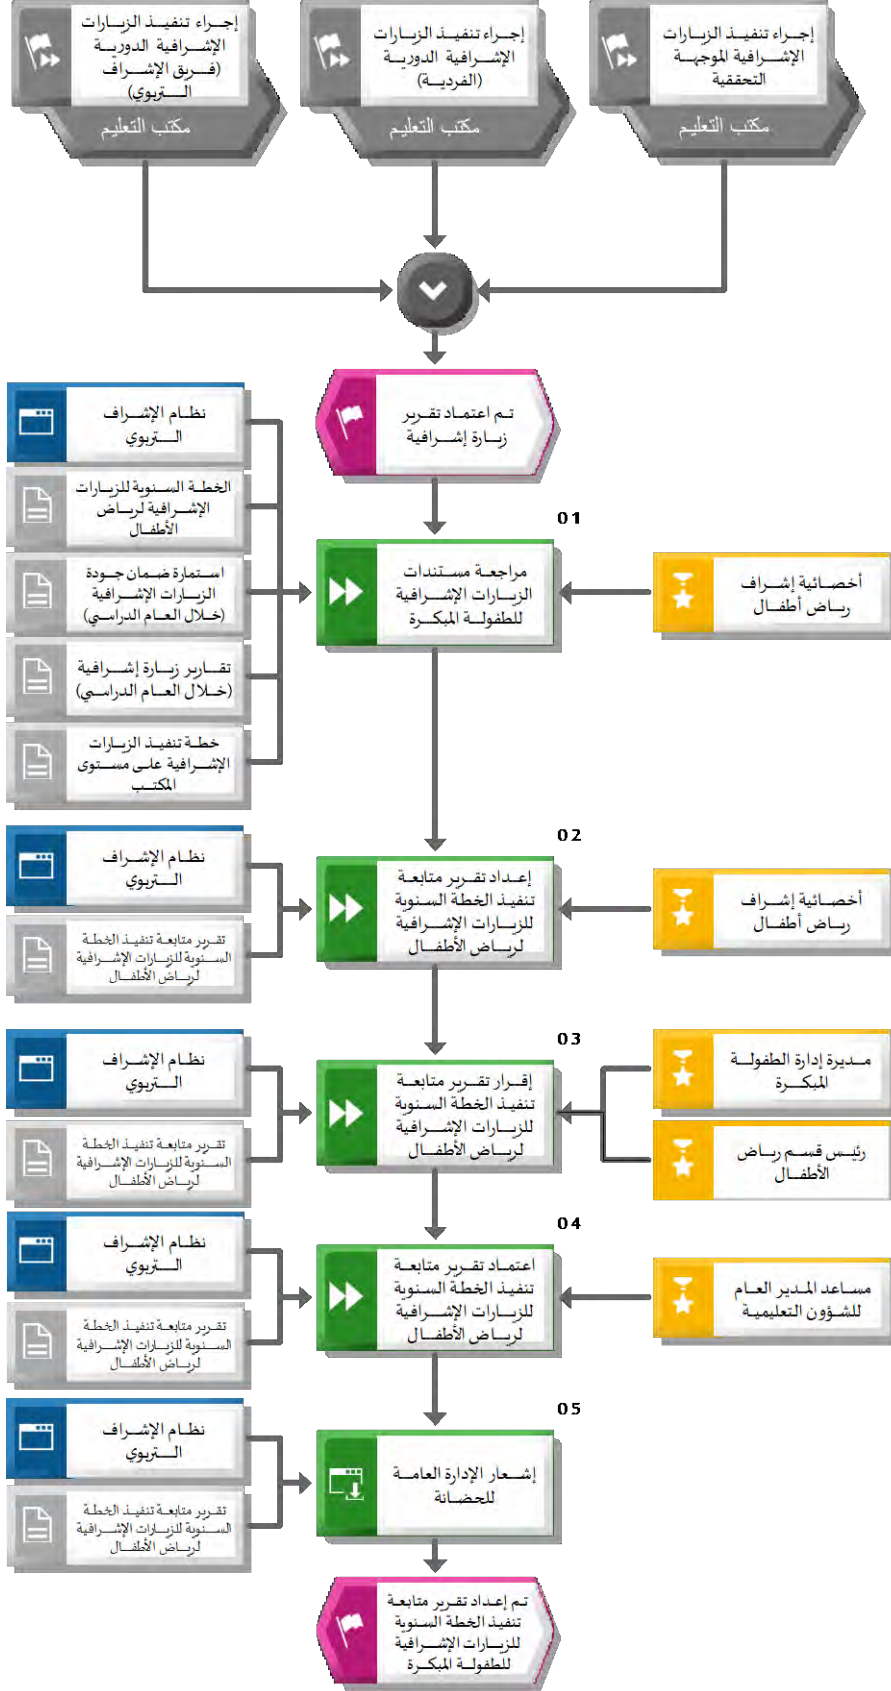 إجراء تنفيذ الزيارات
الإشرافية الموجهة
التحققية
مكتب التعليم
إجراء تنفيذ الزيارات
الإشرافية الدورية
(الفردية)
مكتب التعليم
إجراء تنفيذ الزيارات
الإشرافية الدورية
(فريق الإشراف
التربوي)
مكتب التعليم
تم اعتماد تقرير
زيارة إشرافية
01
أخصائية إشراف
رياض أطفال
مراجعة مستندات
الزيارات الإشرافية
للطفولة المبكرة
نظام الإشراف
التربوي
الخطة السنوية للزيارات
الإشرافية لرياض
الأطفال
استمارة ضمان جودة
الزيارات الإشرافية
(خلال العام الدراسي)
تقارير زيارة إشرافية
(خلال العام الدراسي)
خطة تنفيذ الزيارات
الإشرافية على مستوى
المكتب
02
أخصائية إشراف
رياض أطفال
إعداد تقرير متابعة
تنفيذ الخطة السنوية
للزيارات الإشرافية
لرياض الأطفال
نظام الإشراف
التربوي
تقرير متابعة تنفيذ الخطة
السنوية للزيارات الإشرافية
لرياض الأطفال
03
مديرة إدارة الطفولة
المبكرة
رئيس قسم رياض
الأطفال
إقرار تقرير متابعة
تنفيذ الخطة السنوية
للزيارات الإشرافية
لرياض الأطفال
نظام الإشراف
التربوي
تقرير متابعة تنفيذ الخطة
السنوية للزيارات الإشرافية
لرياض الأطفال
04
مساعد المدير العام
للشؤون التعليمية
اعتماد تقرير متابعة
تنفيذ الخطة السنوية
للزيارات الإشرافية
لرياض الأطفال
نظام الإشراف
التربوي
تقرير متابعة تنفيذ الخطة
السنوية للزيارات الإشرافية
لرياض الأطفال
05
إشعار الإدارة العامة
للحضانة
نظام الإشراف
التربوي
تقرير متابعة تنفيذ الخطة
السنوية للزيارات الإشرافية
لرياض الأطفال
تم إعداد تقرير متابعة
تنفيذ الخطة السنوية
للزيارات الإشرافية
للطفولة المبكرة